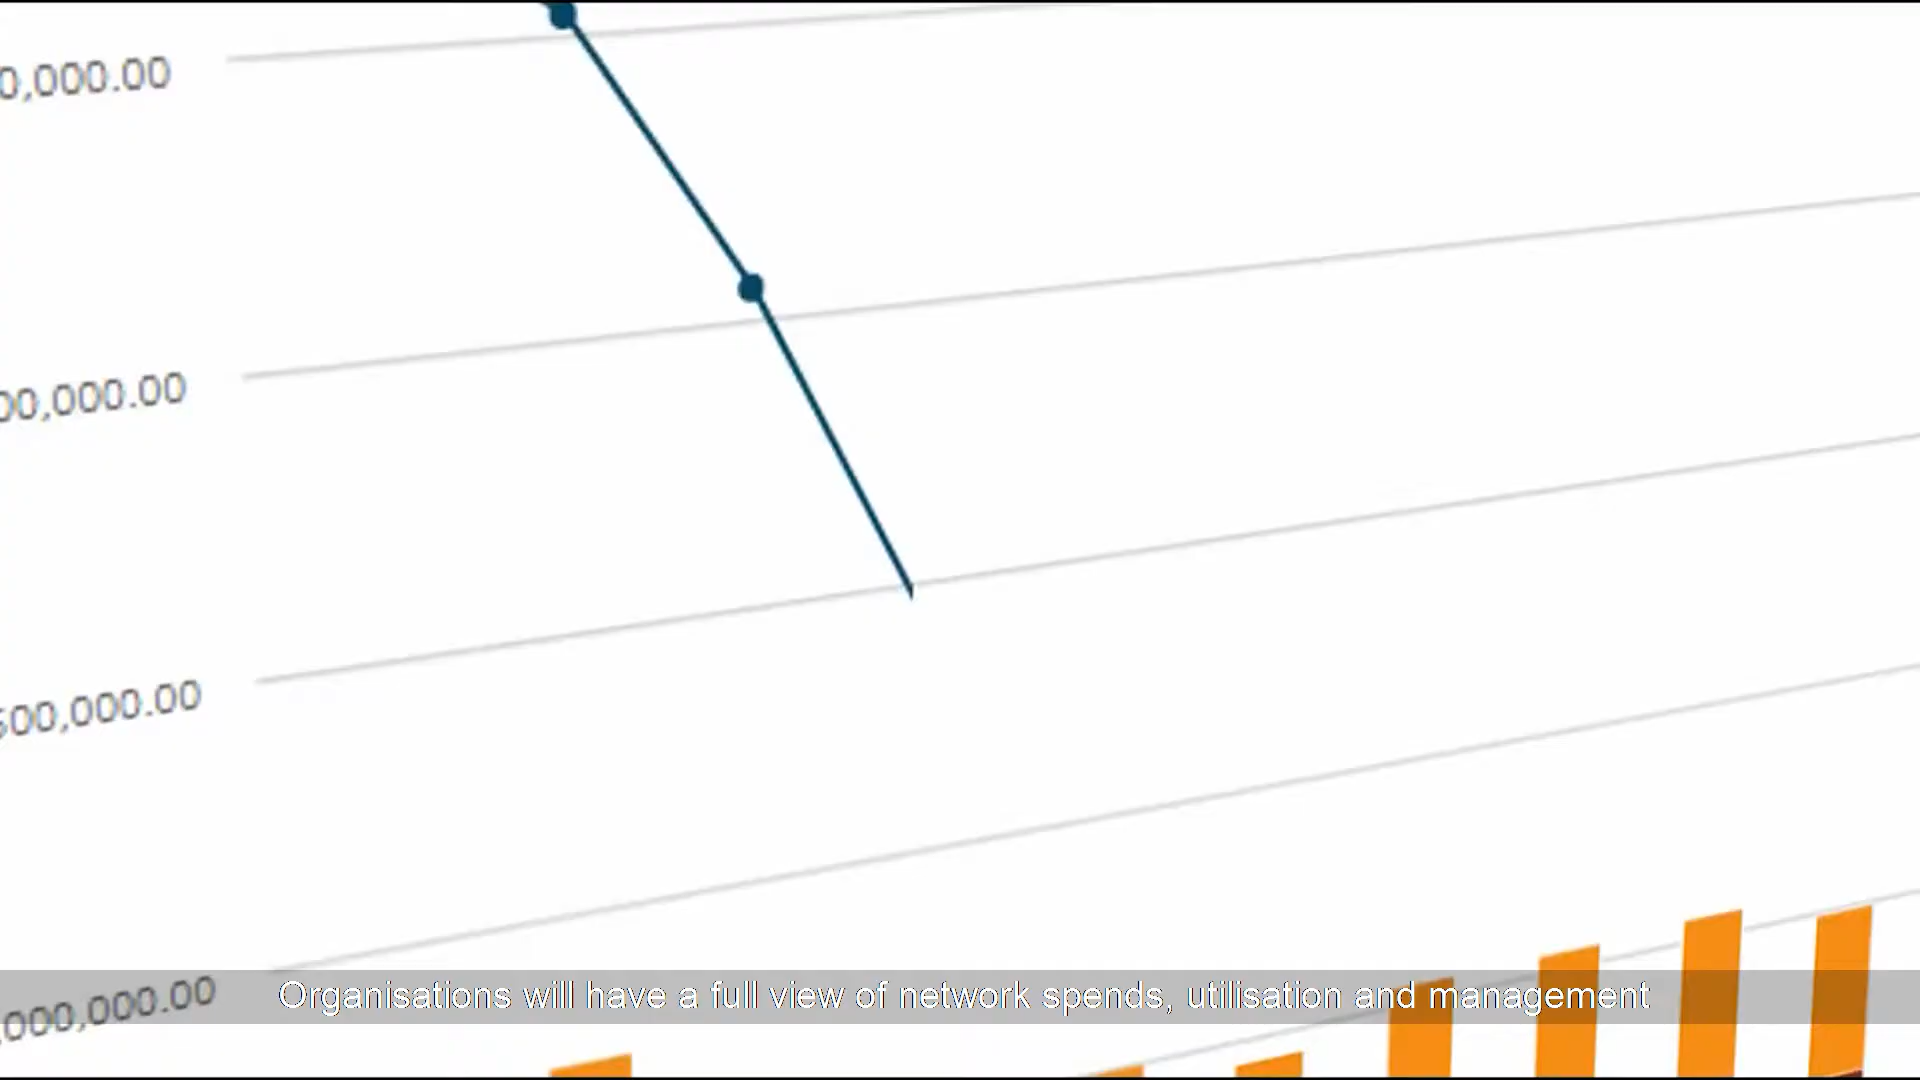 0,000.00
00,000.00
500,000.00
,000,000.00
Organisations will have a full view of network spends, utilisation and management